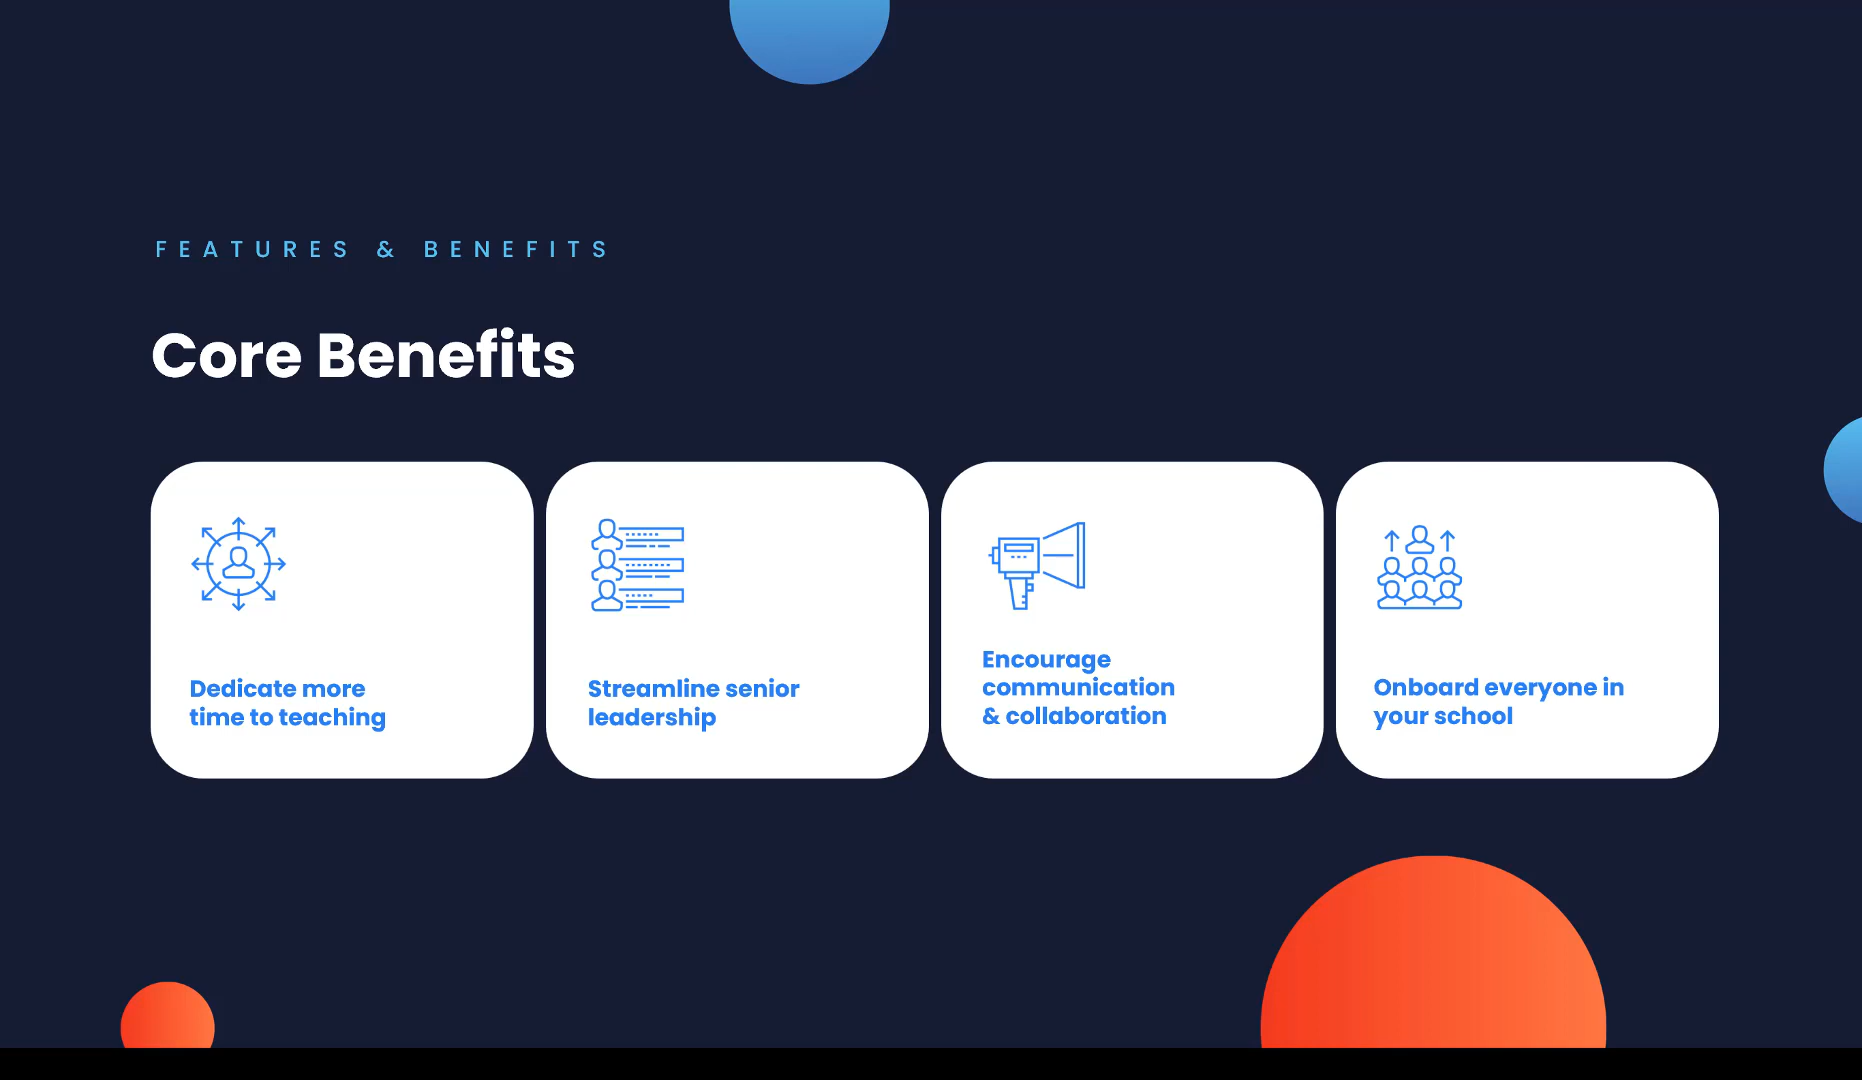 FEATURES & BENEFITS
Core Benefits
Dedicate more
time to teaching
Streamline senior
leadership
Encourage
communication
& collaboration
Onboard everyone in
your school